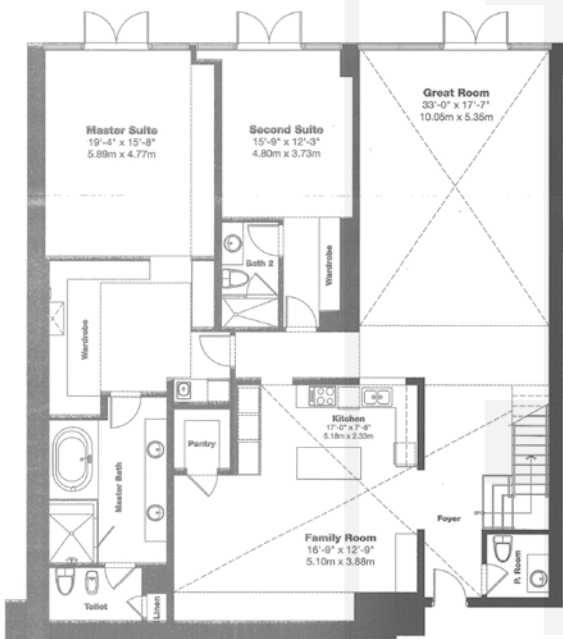 Master Suite
19'-4" x 15'-8"
5.89m x 4.77m
Second Suite
15'-9" x 12'-3"
4.80m x 3.73m
Great Room
33'-0" x 17'-7"
10.05m x 5.35m
Bath 2
Wardrobe
Wardrobe
Kitchen
17'-0" x 7'-8"
5.18m x 2.33m
Pantry
Master Bath
Family Room
16'-9" x 12'-9"
5.10m x 3.88m
Foyer
P. Room
Toilet
Linen